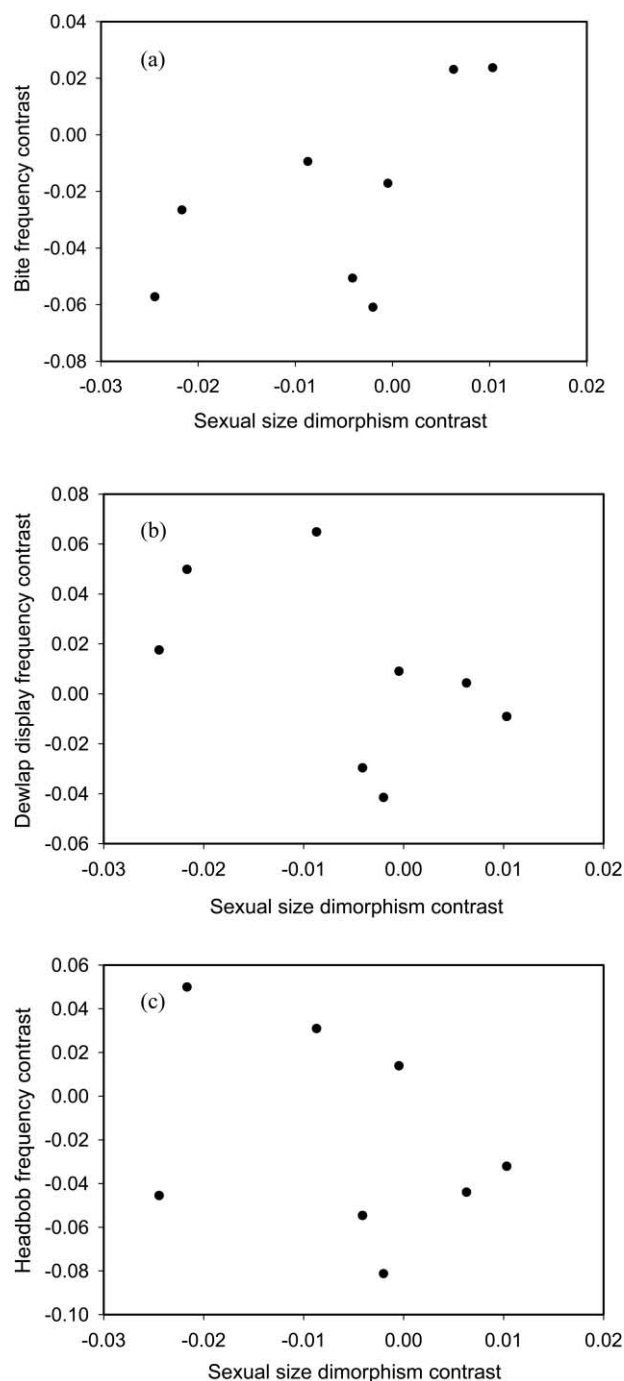 0.04
(a)
0.02
0.00
-0.02
-0.04
-0.06
-0.08
Bite frequency contrast
-0.03 -0.02 -0.01 0.00 0.01 0.02
Sexual size dimorphism contrast
0.08
(b)
0.06
0.04
0.02
0.00
-0.02
-0.04
-0.06
Dewlap display frequency contrast
-0.03 -0.02 -0.01 0.00 0.01 0.02
Sexual size dimorphism contrast
0.06
(c)
0.04
0.02
0.00
-0.02
-0.04
-0.06
-0.08
-0.10
Headbob frequency contrast
-0.03 -0.02 -0.01 0.00 0.01 0.02
Sexual size dimorphism contrast